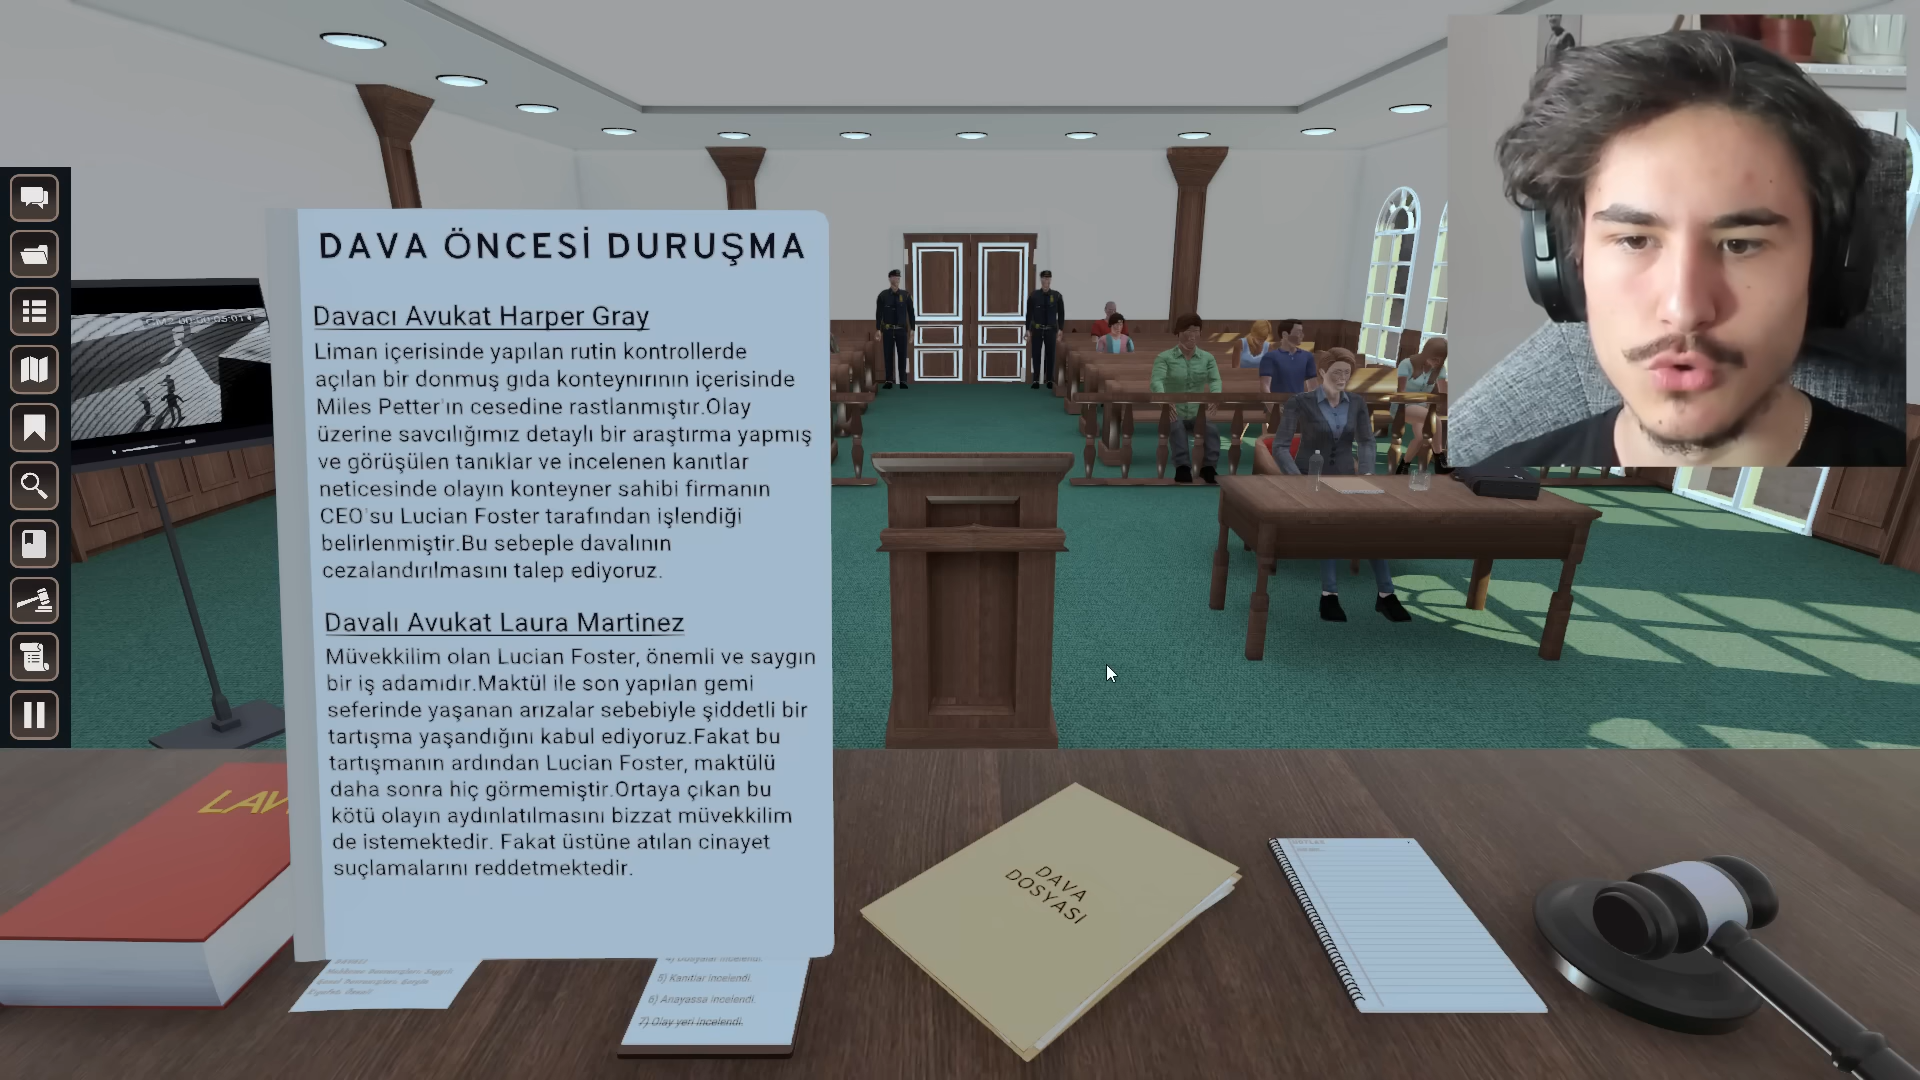 DAVA ÖNCESİ DURUŞMA
Davacı Avukat Harper Gray
Liman içerisinde yapılan rutin kontrollerde
açılan bir donmuş gıda konteynırının içerisinde
Miles Petter'ın cesedine rastlanmıştır.Olay
üzerine savcılığımız detaylı bir araştırma yapmış
ve görüşülen tanıklar ve incelenen kanıtlar
neticesinde olayın konteyner sahibi firmanın
CEO'su Lucian Foster tarafından işlendiği
belirlenmiştir.Bu sebeple davalının
cezalandırılmasını talep ediyoruz.
Davalı Avukat Laura Martinez
Müvekkilim olan Lucian Foster, önemli ve saygın
bir iş adamıdır.Maktül ile son yapılan gemi
seferinde yaşanan arızalar sebebiyle şiddetli bir
tartışma yaşandığını kabul ediyoruz.Fakat bu
tartışmanın ardından Lucian Foster, maktülü
daha sonra hiç görmemiştir.Ortaya çıkan bu
kötü olayın aydınlatılmasını bizzat müvekkilim
de istemektedir. Fakat üstüne atılan cinayet
suçlamalarını reddetmektedir.
5) Kanıtlar incelendi.
6) Anayasa incelendi.
7) Olay yeri incelendi.
DAVA
DOSYASI